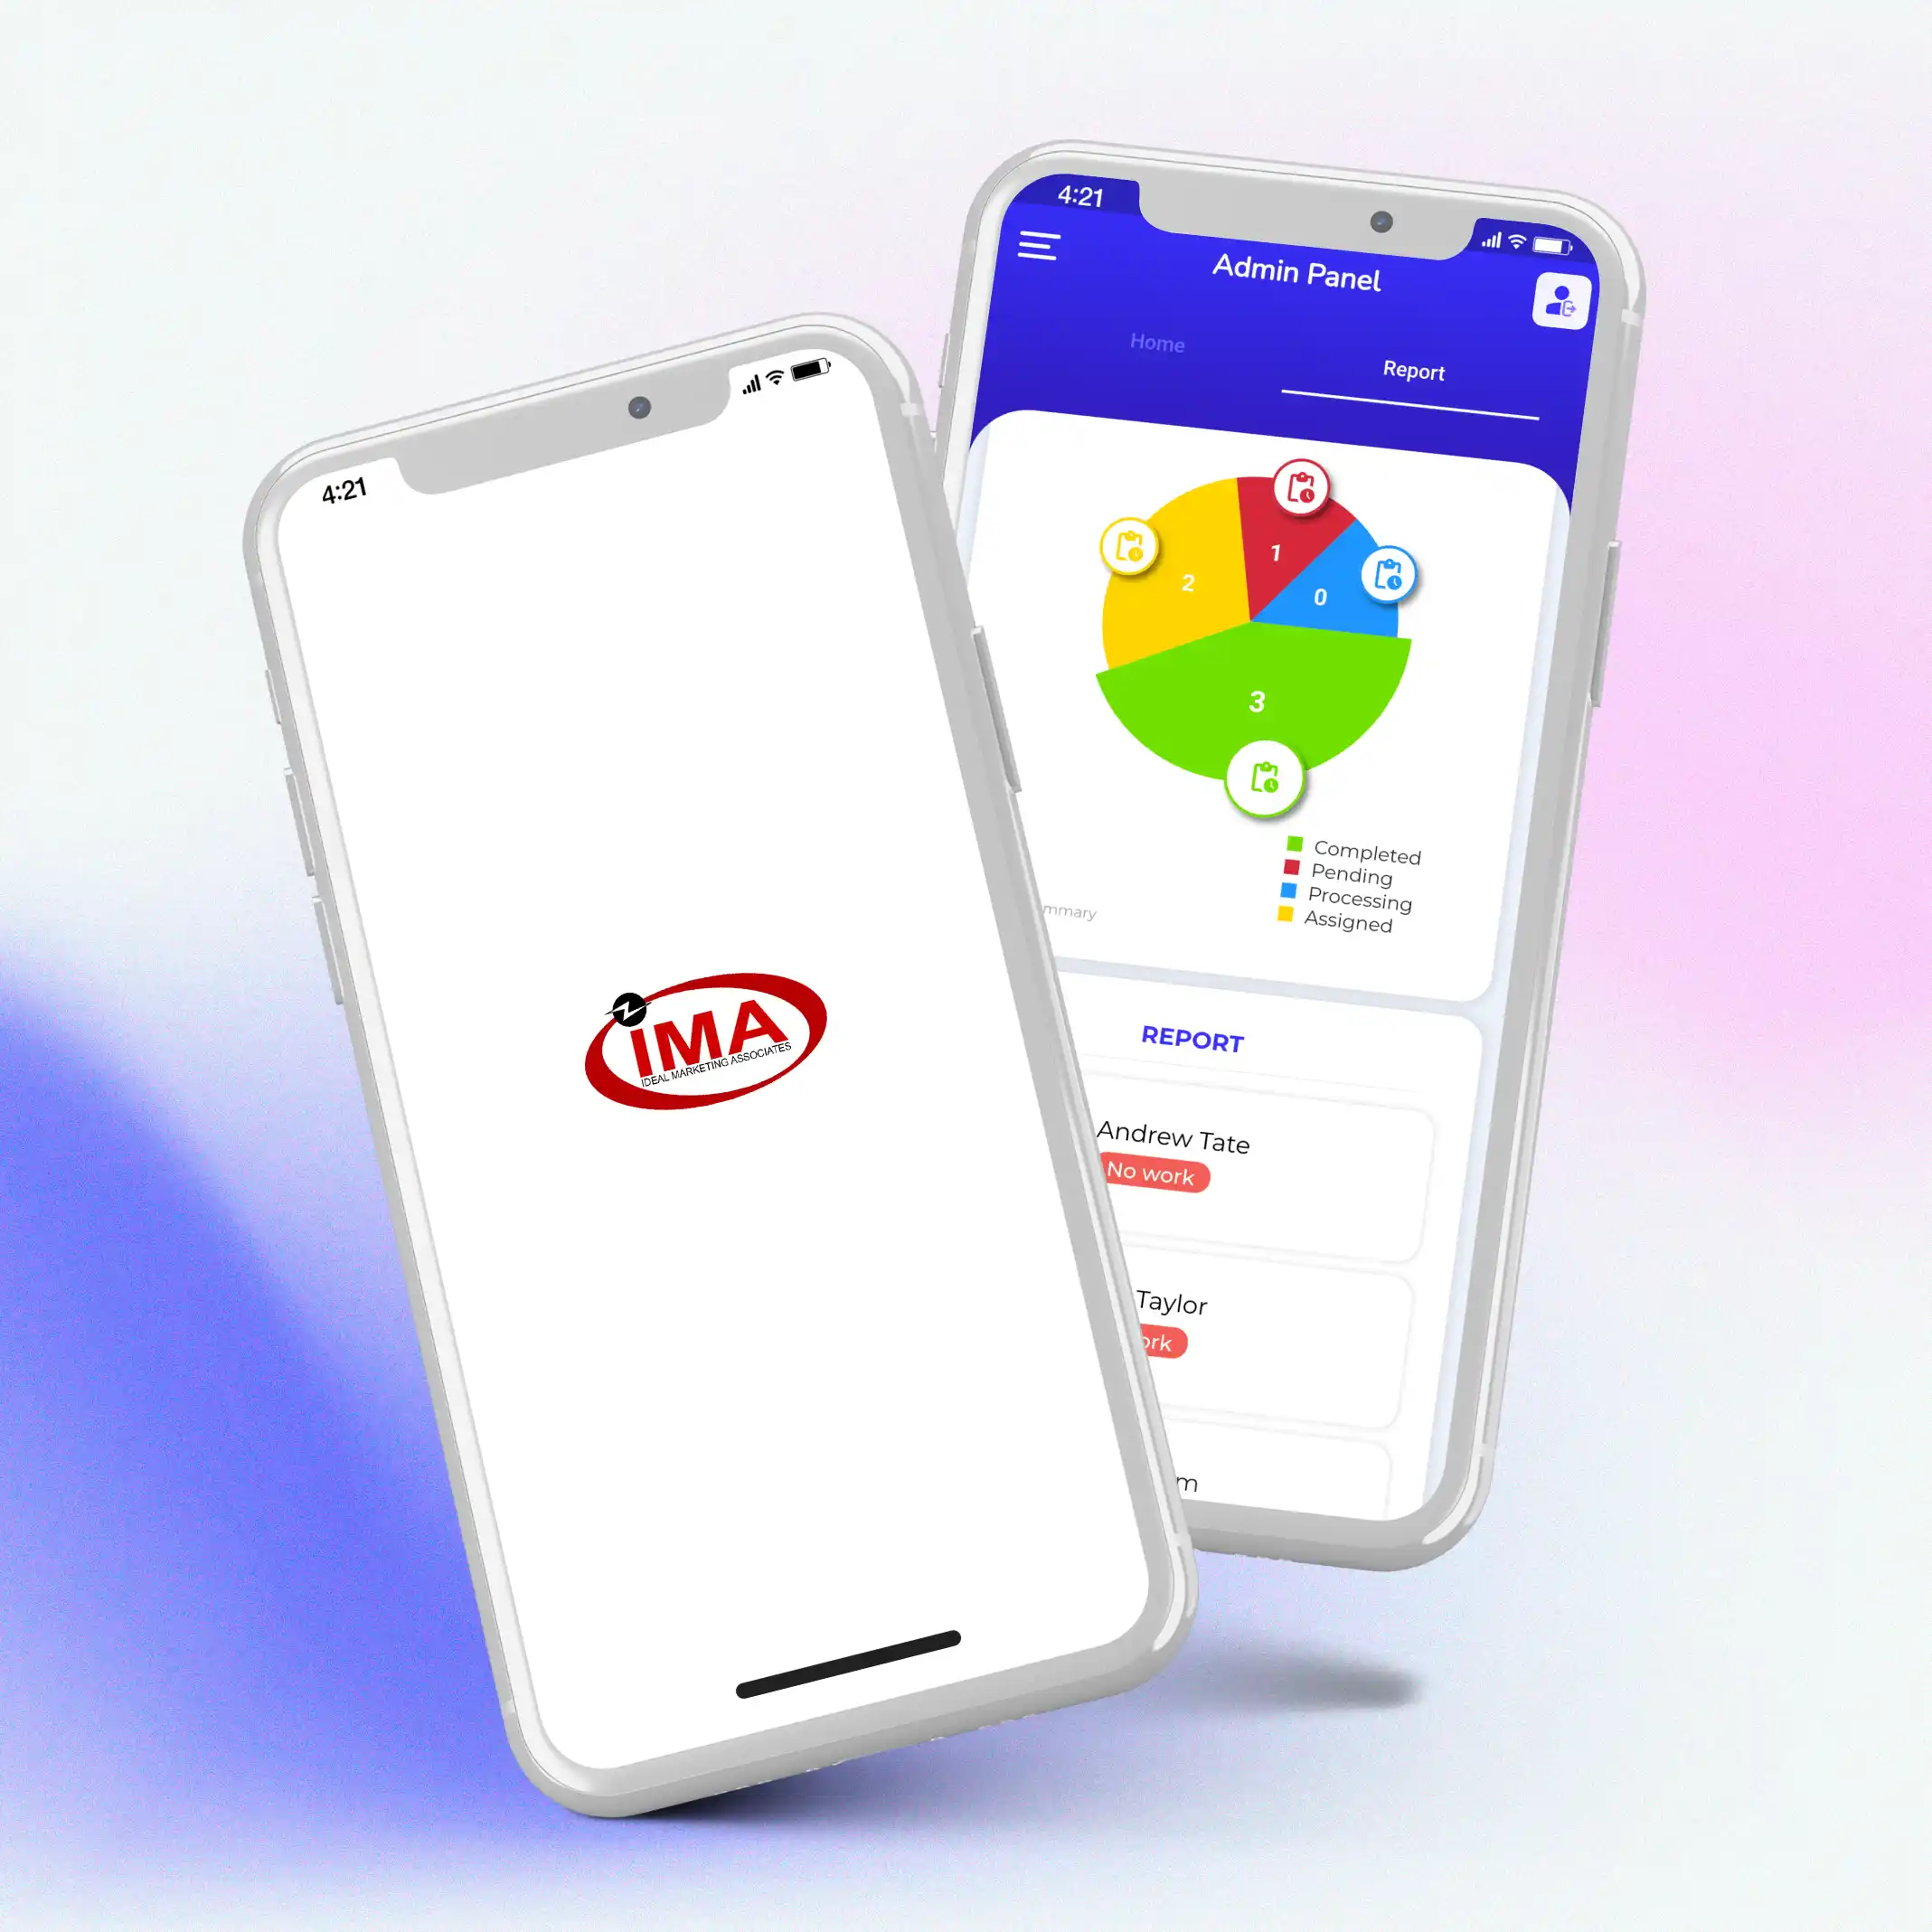 4:21
iMA
IDEAL MARKETING ASSOCIATES
4:21
Admin Panel
Home
Report
2
1
0
3
Completed
Pending
Processing
Assigned
mmary
REPORT
Andrew Tate
No work
Taylor
ork
m